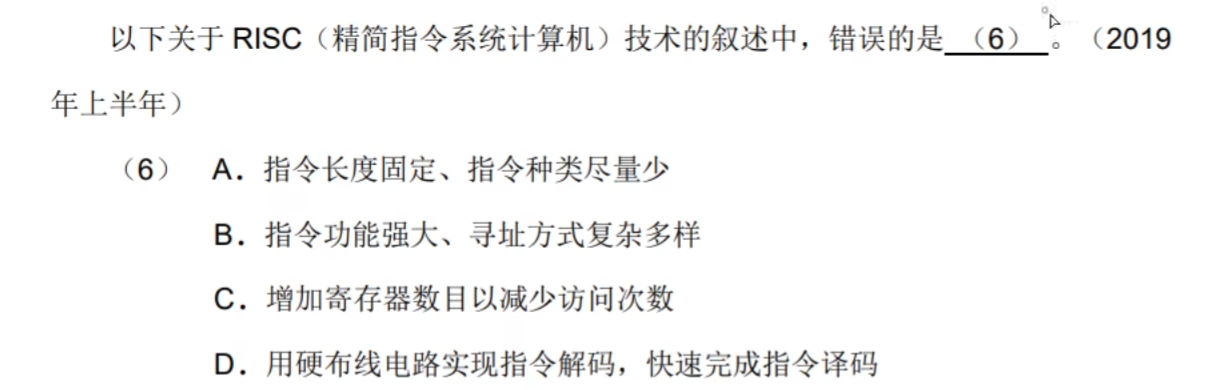 以下关于 RISC（精简指令系统计算机）技术的叙述中，错误的是 （6） 。（2019
年上半年）
（6） A．指令长度固定、指令种类尽量少
B．指令功能强大、寻址方式复杂多样
C．增加寄存器数目以减少访问次数
D．用硬布线电路实现指令解码，快速完成指令译码